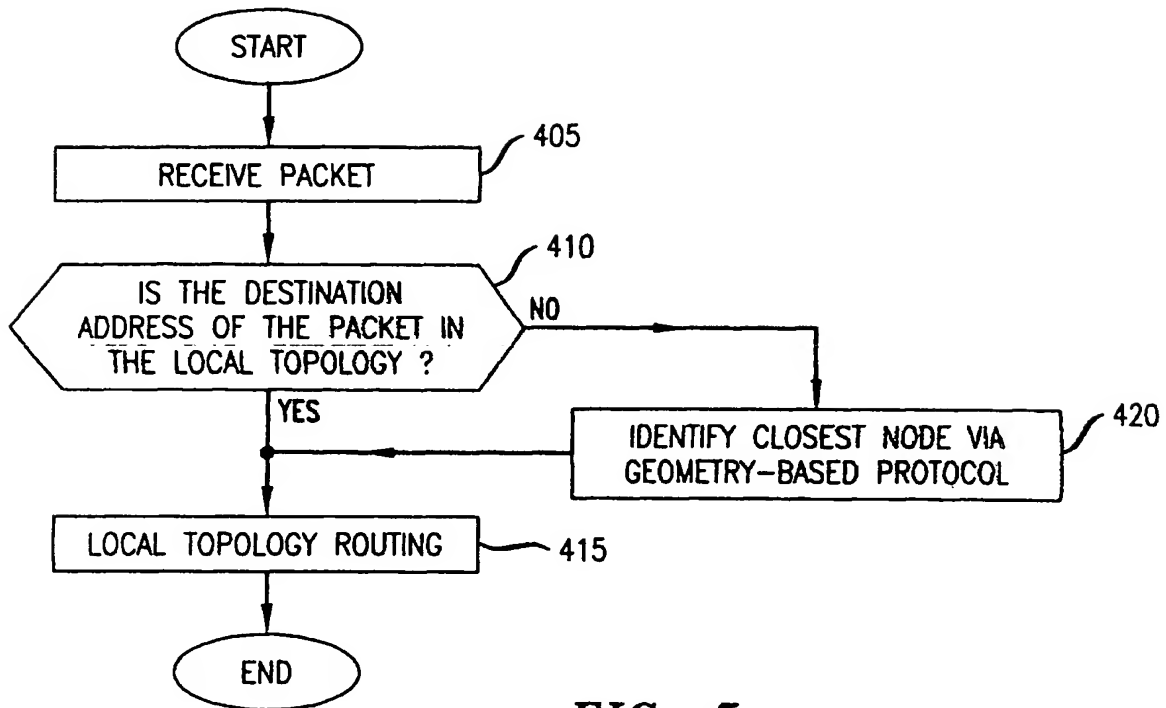 START
RECEIVE PACKET
405
IS THE DESTINATION
ADDRESS OF THE PACKET IN
THE LOCAL TOPOLOGY ?
410
NO
YES
IDENTIFY CLOSEST NODE VIA
GEOMETRY-BASED PROTOCOL
420
LOCAL TOPOLOGY ROUTING
415
END